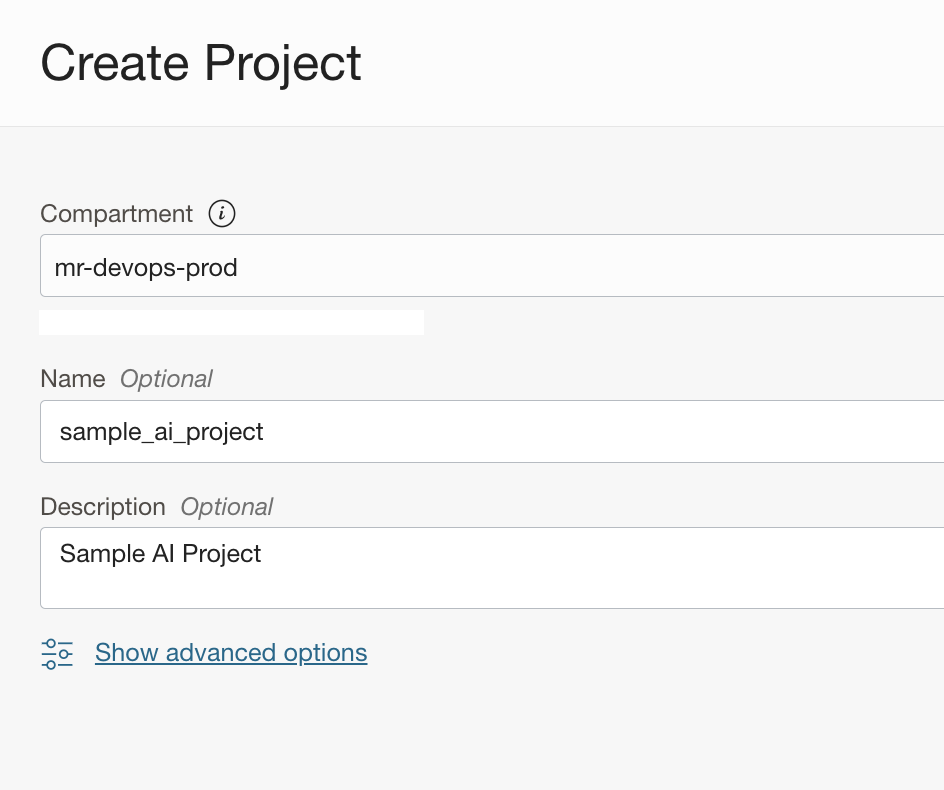 Create Project
Compartment
mr-devops-prod
Name Optional
sample_ai_project
Description Optional
Sample AI Project
Show advanced options